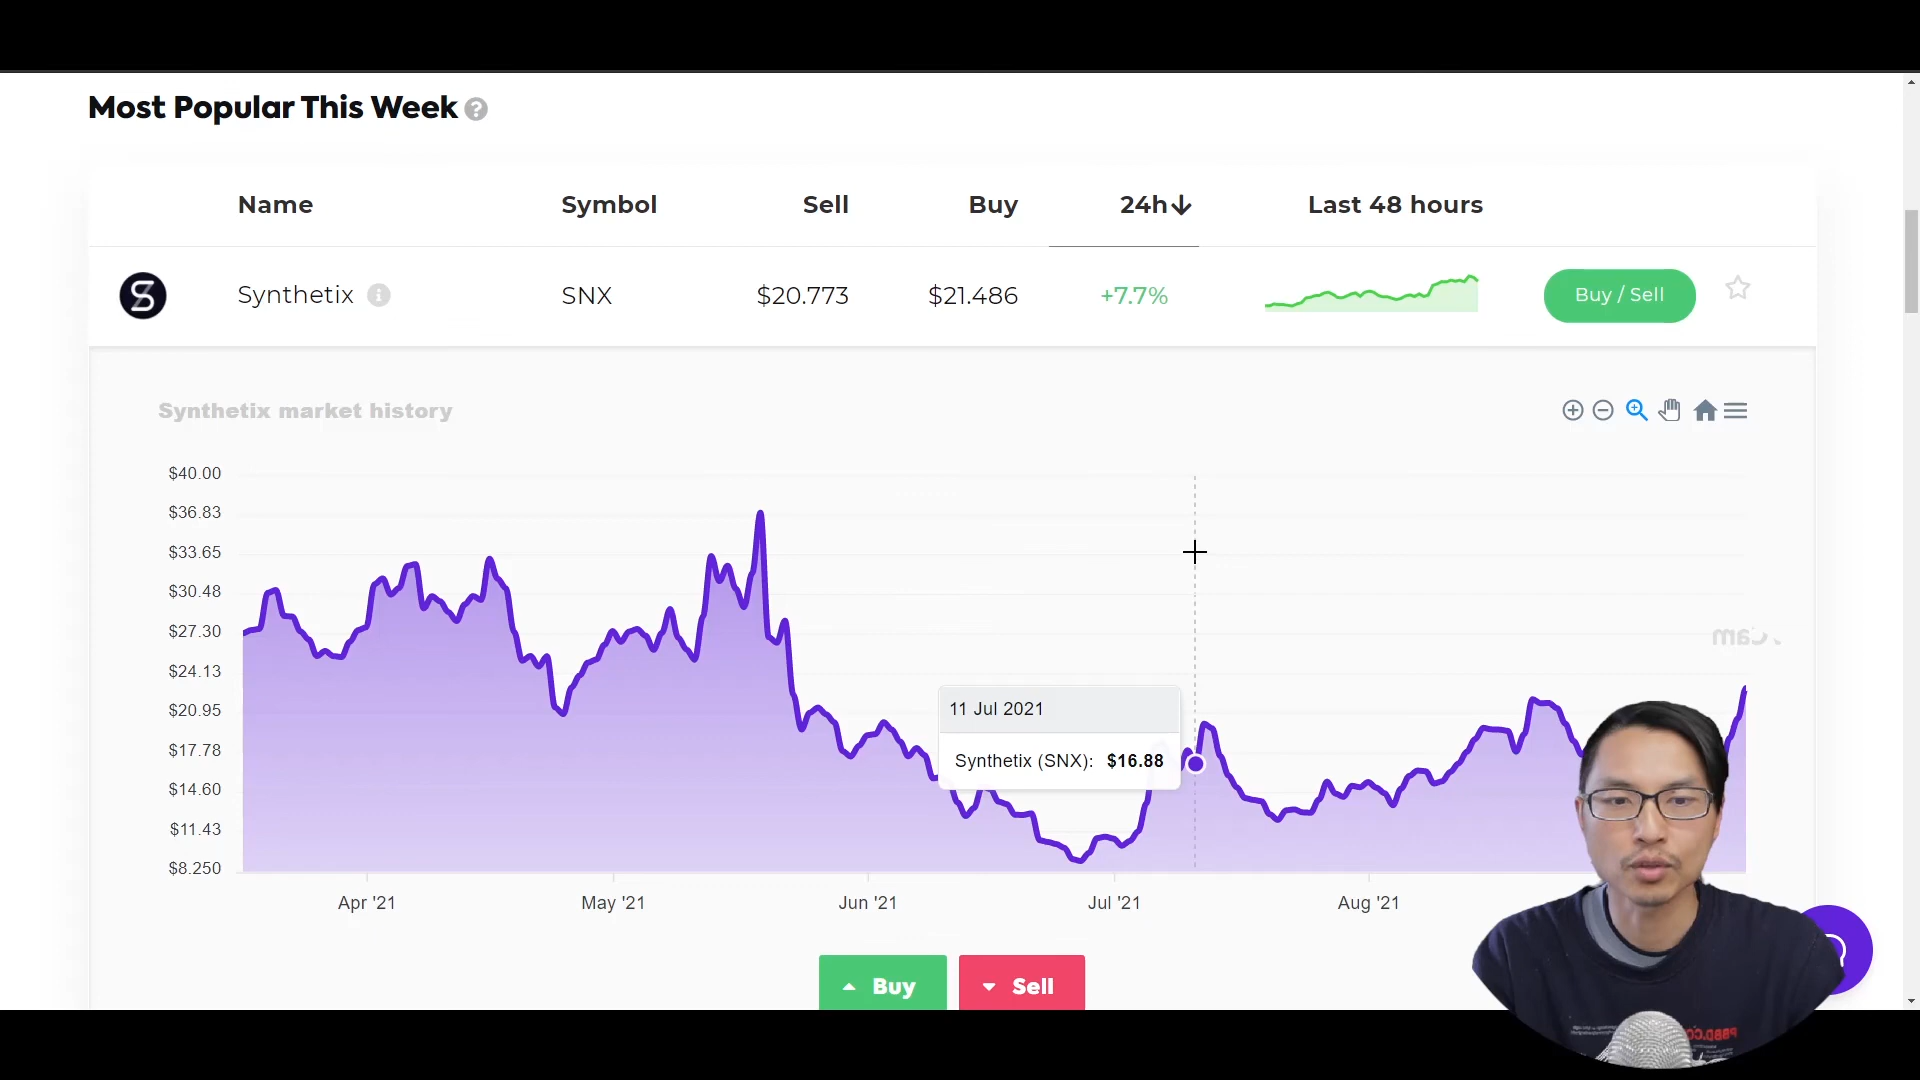 Most Popular This Week ?
Name Symbol Sell Buy 24h Last 48 hours
Synthetix SNX $20.773 $21.486 +7.7% Buy / Sell
Synthetix market history
$40.00
$36.83
$33.65
$30.48
$27.30
$24.13
$20.95
$17.78
$14.60
$11.43
$8.250
11 Jul 2021
Synthetix (SNX): $16.88
Apr '21 May '21 Jun '21 Jul '21 Aug '21
Buy Sell